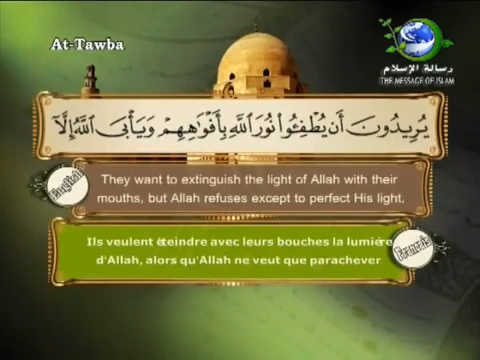 At-Tawba
رسالة الإسلام
THE MESSAGE OF ISLAM
يُرِيدُونَ أَن يُطْفِـُٔوا۟ نُورَ ٱللَّهِ بِأَفْوَٰهِهِمْ وَيَأْبَى ٱللَّهُ إِلَّآ
English
They want to extinguish the light of Allah with their
mouths, but Allah refuses except to perfect His light,
Ils veulent éteindre avec leurs bouches la lumière
d'Allah, alors qu'Allah ne veut que parachever
Français